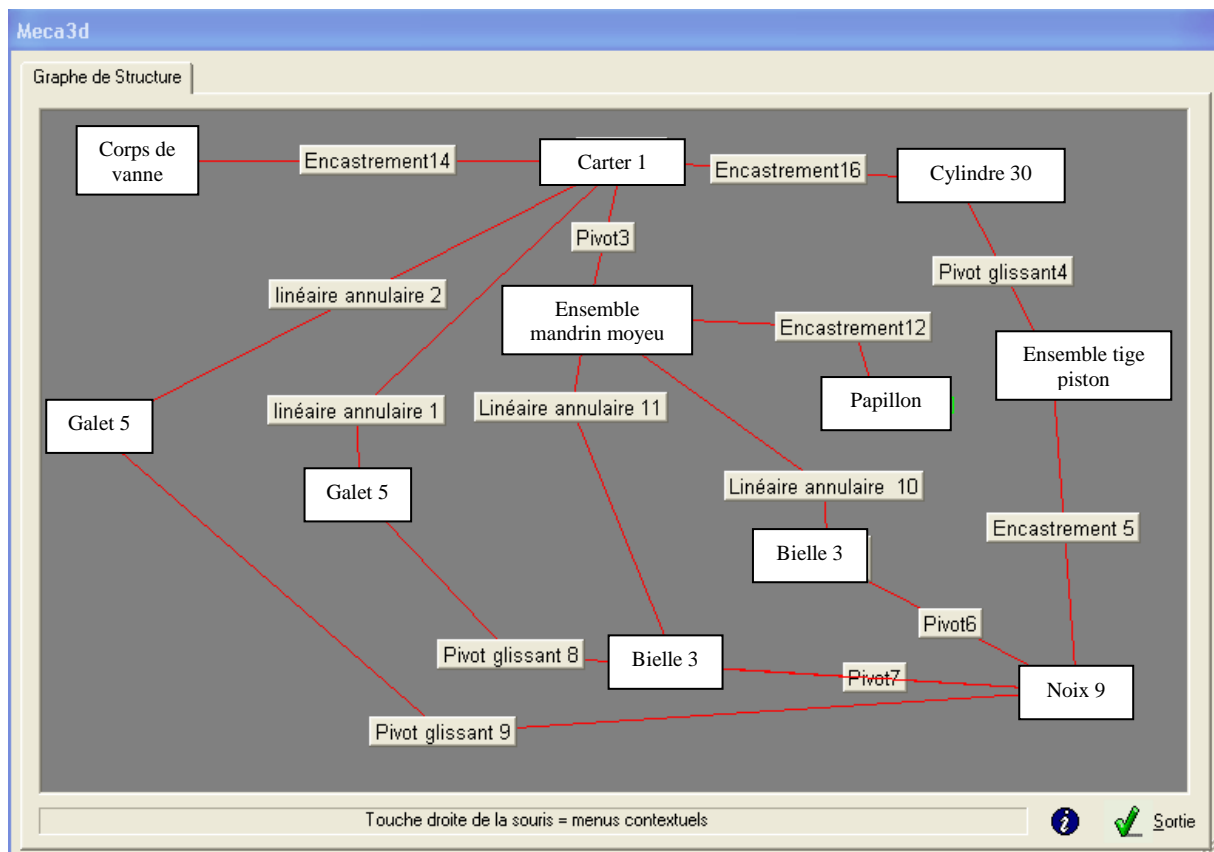 Meca3d
Graphe de Structure
Corps de
vanne
Encastrement14
Carter 1
Encastrement16
Cylindre 30
Pivot3
Pivot glissant4
linéaire annulaire 2
Ensemble
mandrin moyeu
Encastrement12
Ensemble tige
piston
Galet 5
linéaire annulaire 1
Linéaire annulaire 11
Papillon
Galet 5
Linéaire annulaire 10
Encastrement 5
Bielle 3
Pivot6
Pivot glissant 8
Bielle 3
Pivot7
Noix 9
Pivot glissant 9
Touche droite de la souris = menus contextuels
i
Sortie